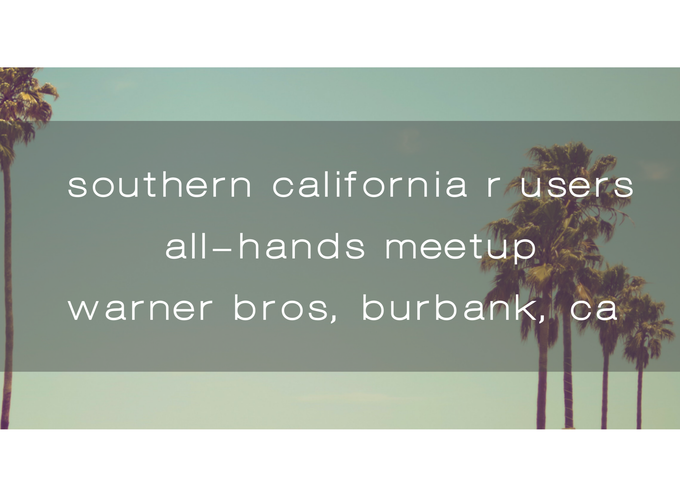 southern california r users
all-hands meetup
warner bros, burbank, ca